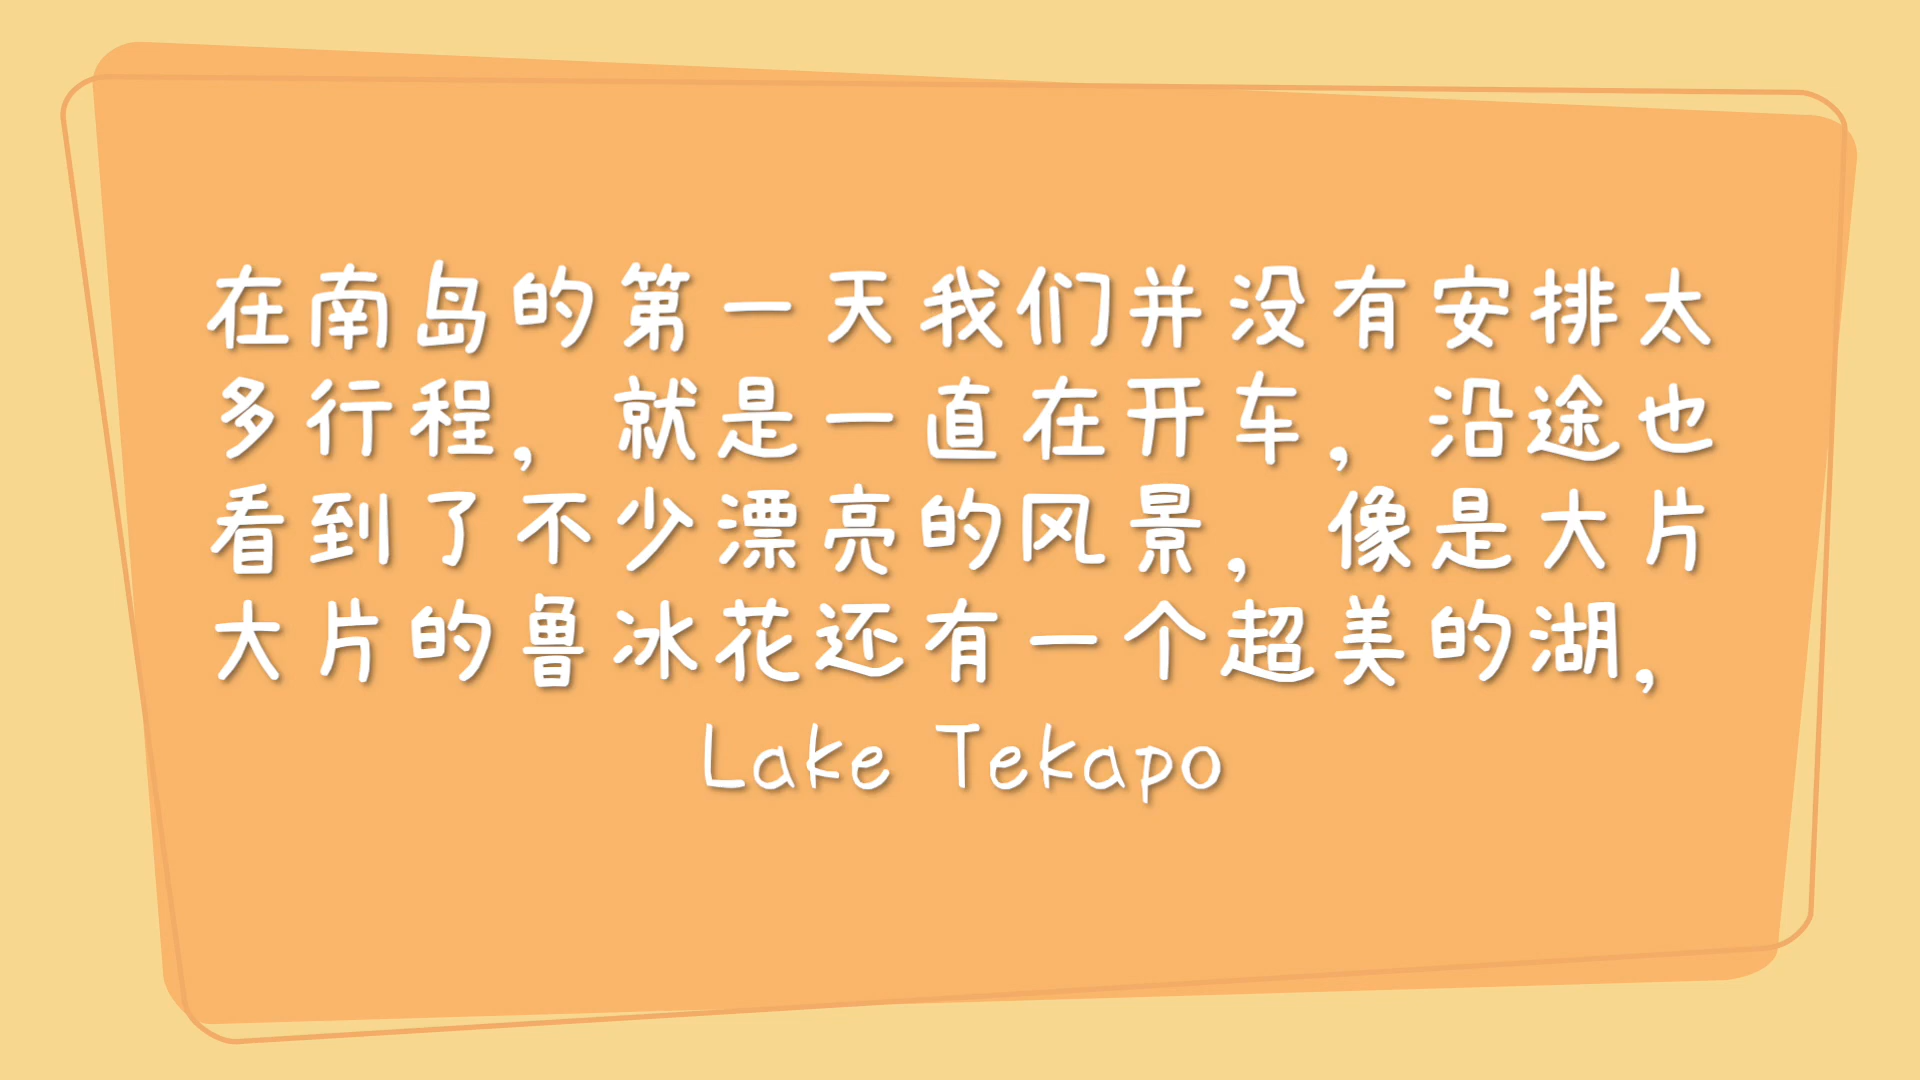 在南岛的第一天我们并没有安排太
多行程，就是一直在开车，沿途也
看到了不少漂亮的风景，像是大片
大片的鲁冰花还有一个超美的湖，
Lake Tekapo